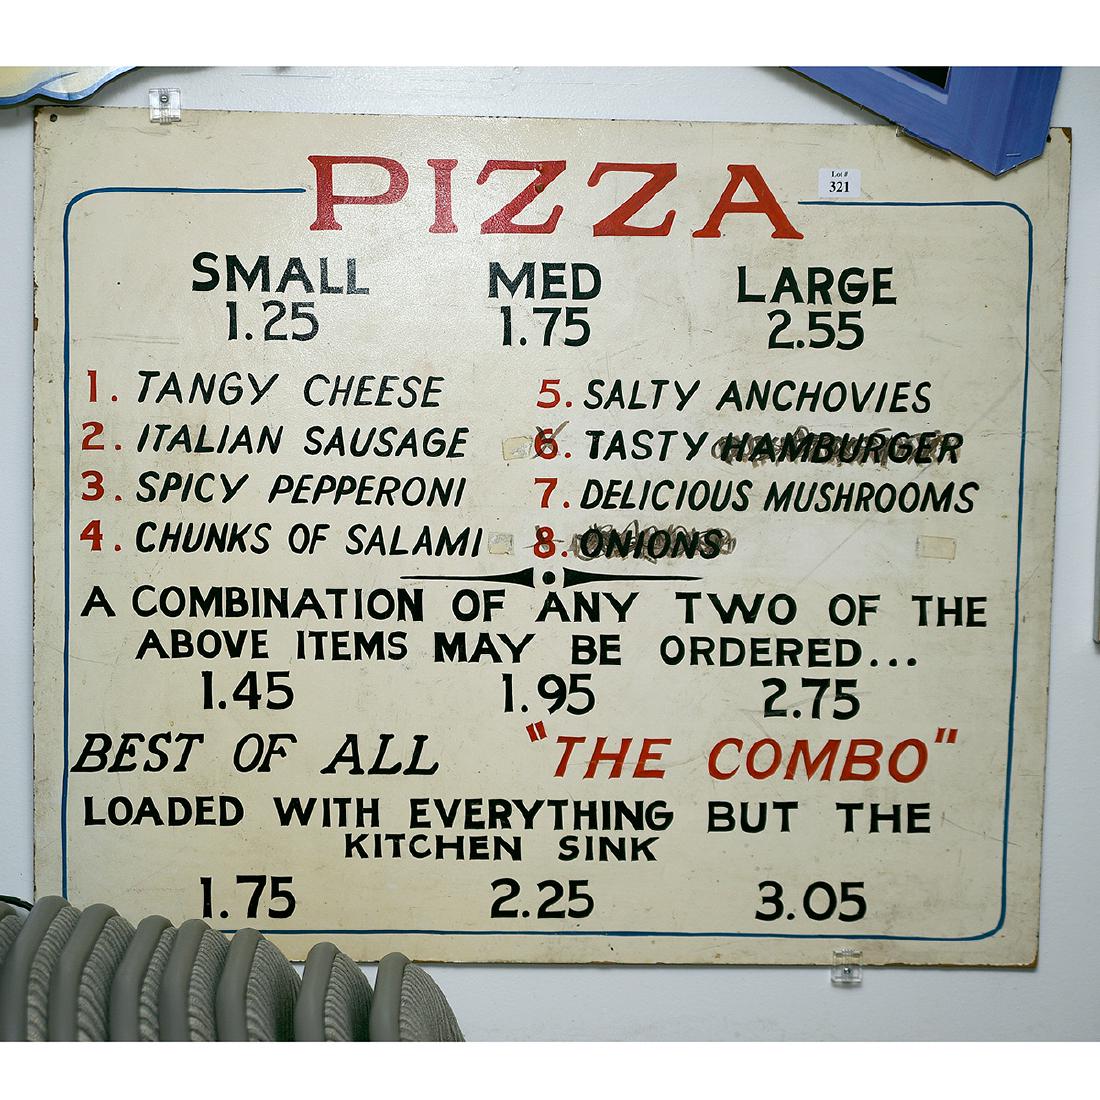 PIZZA
Lot #
321
SMALL MED LARGE
1.25 1.75 2.55
1. TANGY CHEESE
2. ITALIAN SAUSAGE
3. SPICY PEPPERONI
4. CHUNKS OF SALAMI
5. SALTY ANCHOVIES
6. TASTY HAMBURGER
7. DELICIOUS MUSHROOMS
8. ONIONS
A COMBINATION OF ANY TWO OF THE
ABOVE ITEMS MAY BE ORDERED...
1.45 1.95 2.75
BEST OF ALL "THE COMBO"
LOADED WITH EVERYTHING BUT THE
KITCHEN SINK
1.75 2.25 3.05